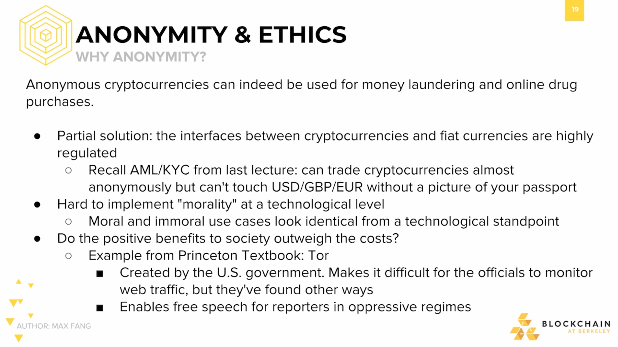 19
ANONYMITY & ETHICS
WHY ANONYMITY?
Anonymous cryptocurrencies can indeed be used for money laundering and online drug
purchases.
● Partial solution: the interfaces between cryptocurrencies and fiat currencies are highly
regulated
○ Recall AML/KYC from last lecture: can trade cryptocurrencies almost
anonymously but can't touch USD/GBP/EUR without a picture of your passport
● Hard to implement "morality" at a technological level
○ Moral and immoral use cases look identical from a technological standpoint
● Do the positive benefits to society outweigh the costs?
○ Example from Princeton Textbook: Tor
■ Created by the U.S. government. Makes it difficult for the officials to monitor
web traffic, but they've found other ways
■ Enables free speech for reporters in oppressive regimes
AUTHOR: MAX FANG
BLOCKCHAIN
AT BERKELEY